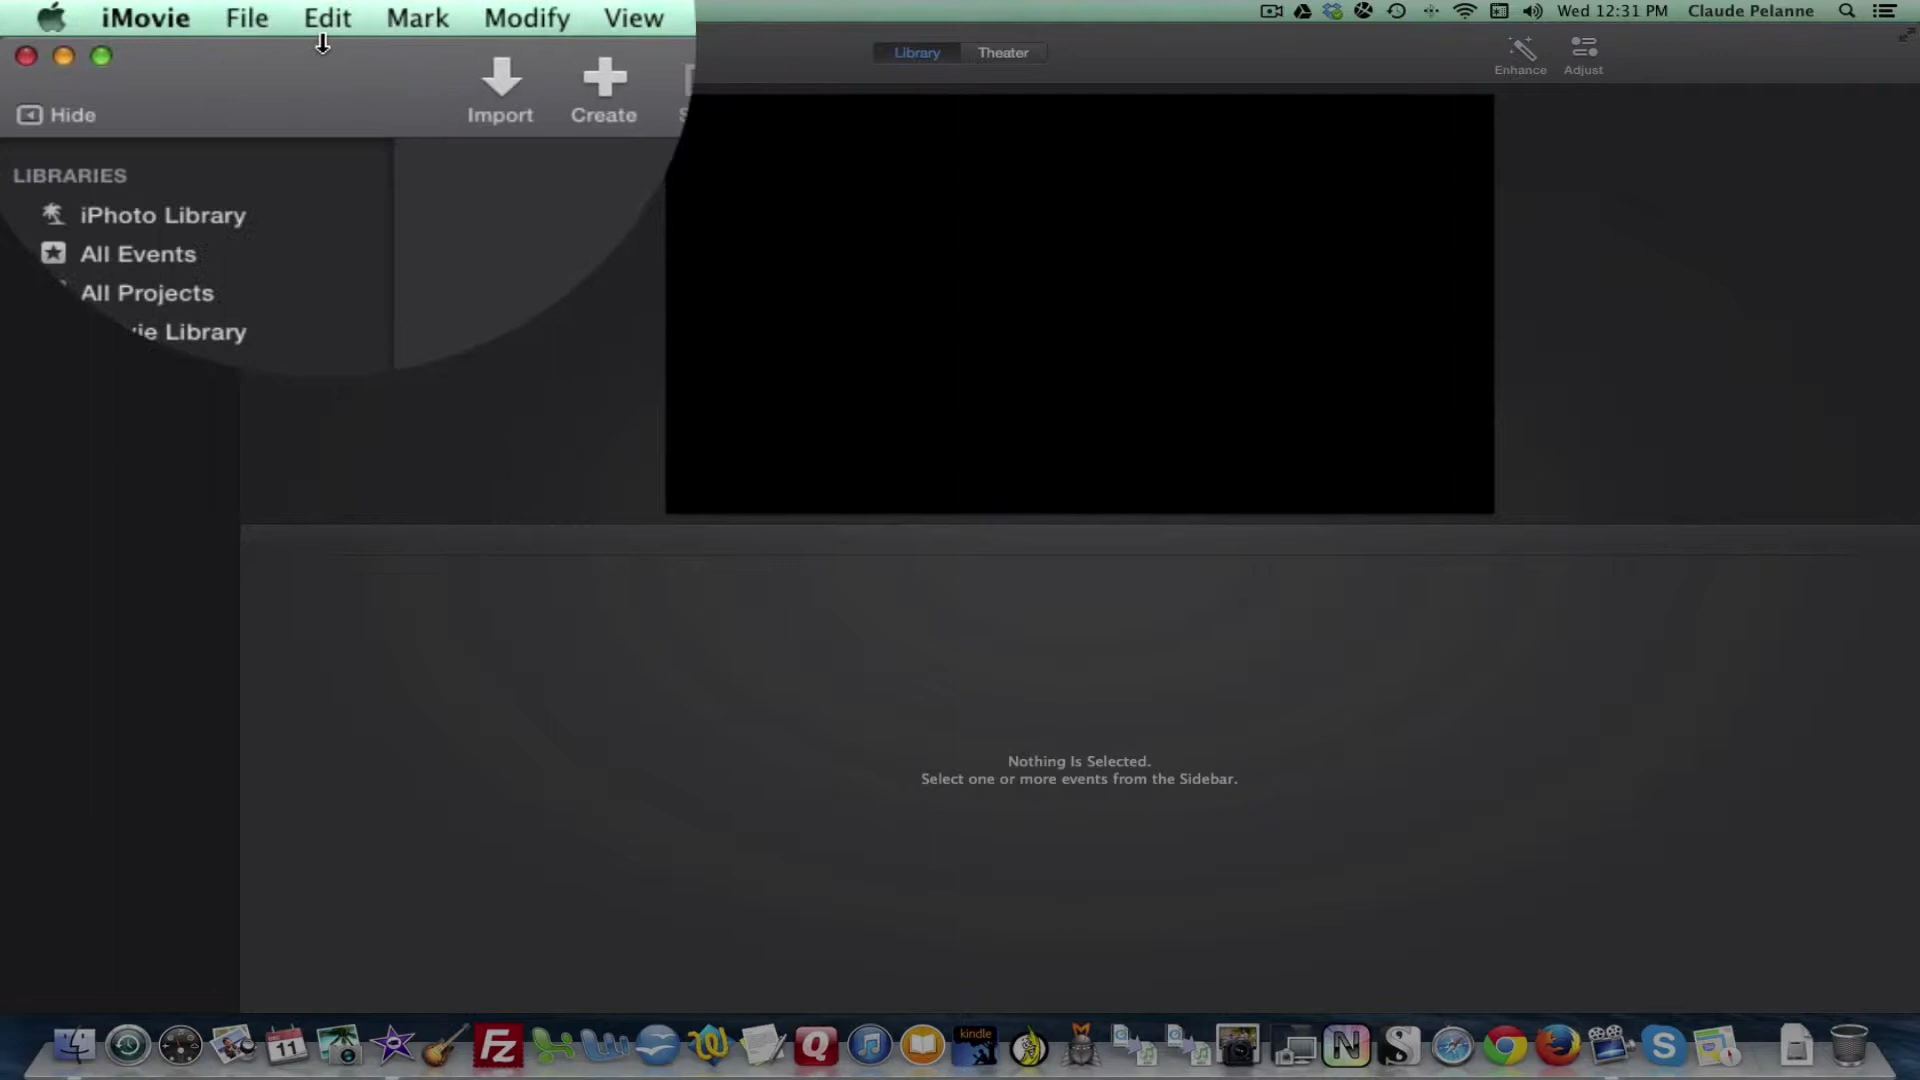 iMovie File Edit Mark Modify View
Wed 12:31 PM Claude Pelanne
Library Theater
Enhance Adjust
Hide
Import Create
LIBRARIES
iPhoto Library
All Events
All Projects
vie Library
Nothing Is Selected.
Select one or more events from the Sidebar.
11
FZ
Q
kindle
N
S
S